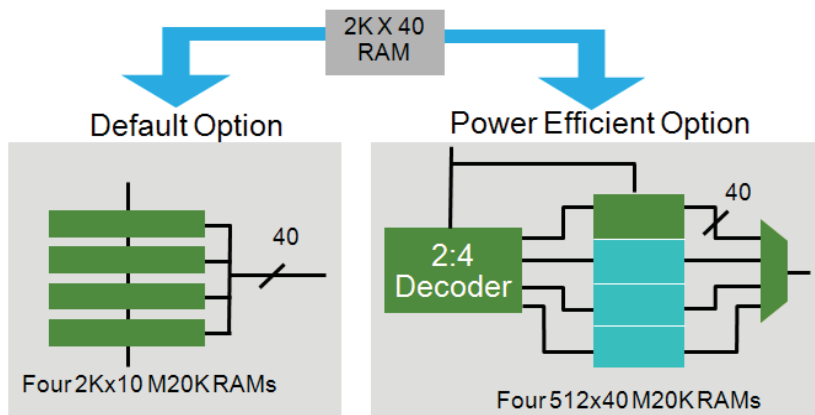 2K X 40
RAM
Default Option
Power Efficient Option
40
Four 2Kx10 M20K RAMs
40
2:4
Decoder
Four 512x40 M20K RAMs